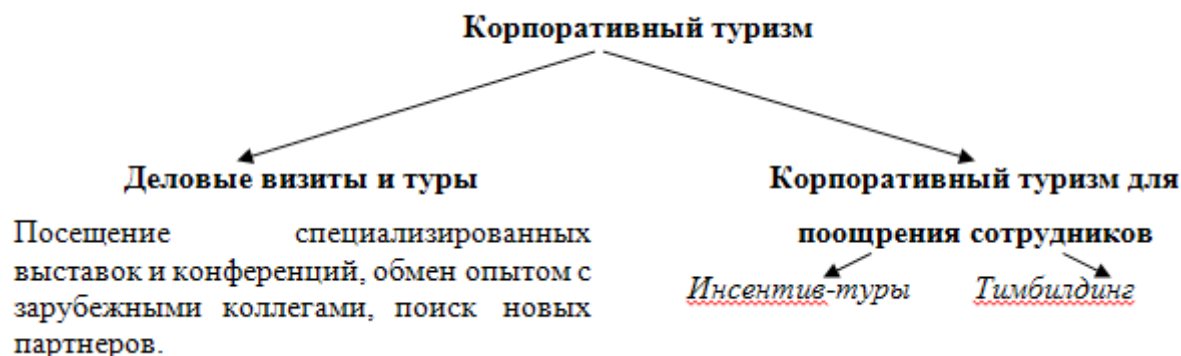 Корпоративный туризм
Деловые визиты и туры
Посещение специализированных
выставок и конференций, обмен опытом с
зарубежными коллегами, поиск новых
партнеров.
Корпоративный туризм для
поощрения сотрудников
Инсентив-туры
Тимбилдинг